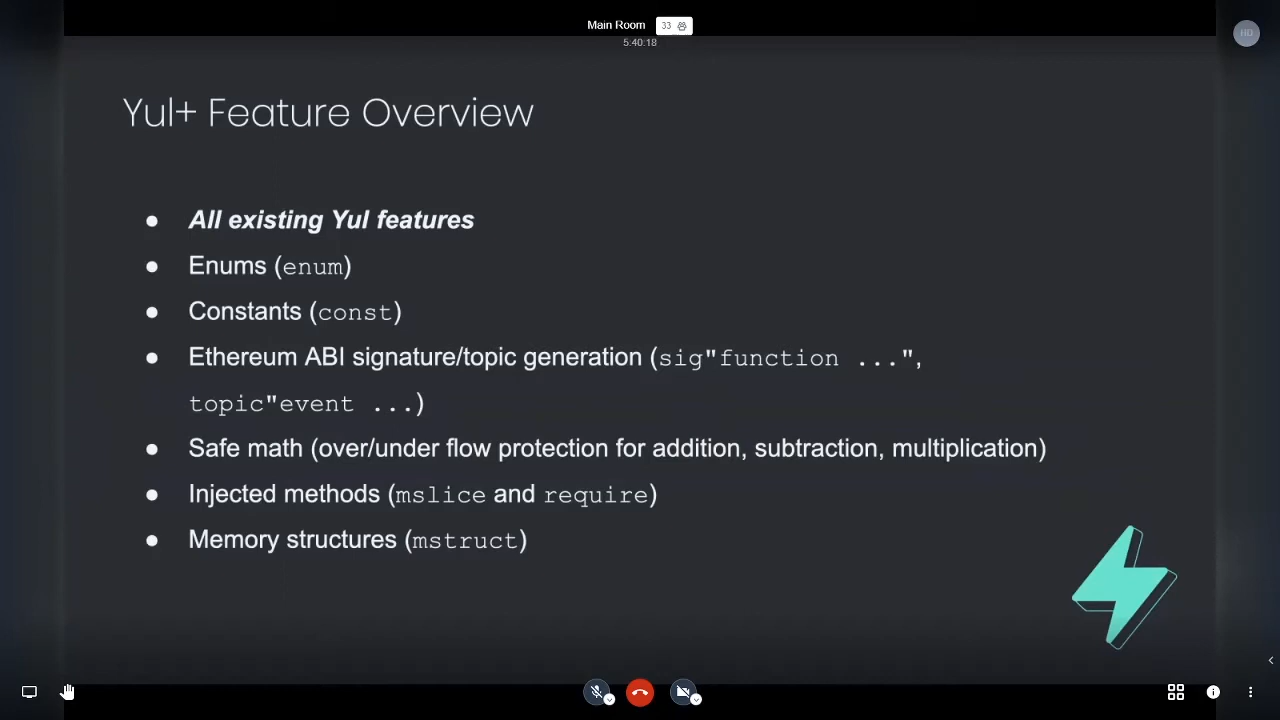 Main Room 33
5:40:18
HD
Yul+ Feature Overview
● All existing Yul features
● Enums (enum)
● Constants (const)
● Ethereum ABI signature/topic generation (sig"function ...",
topic"event ...)
● Safe math (over/under flow protection for addition, subtraction, multiplication)
● Injected methods (mslice and require)
● Memory structures (mstruct)